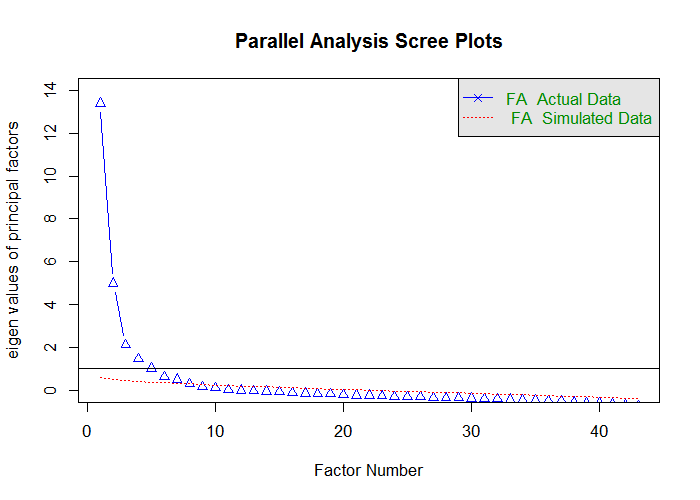 Parallel Analysis Scree Plots
eigen values of principal factors
14
12
10
8
6
4
2
0
FA Actual Data
FA Simulated Data
0 10 20 30 40
Factor Number